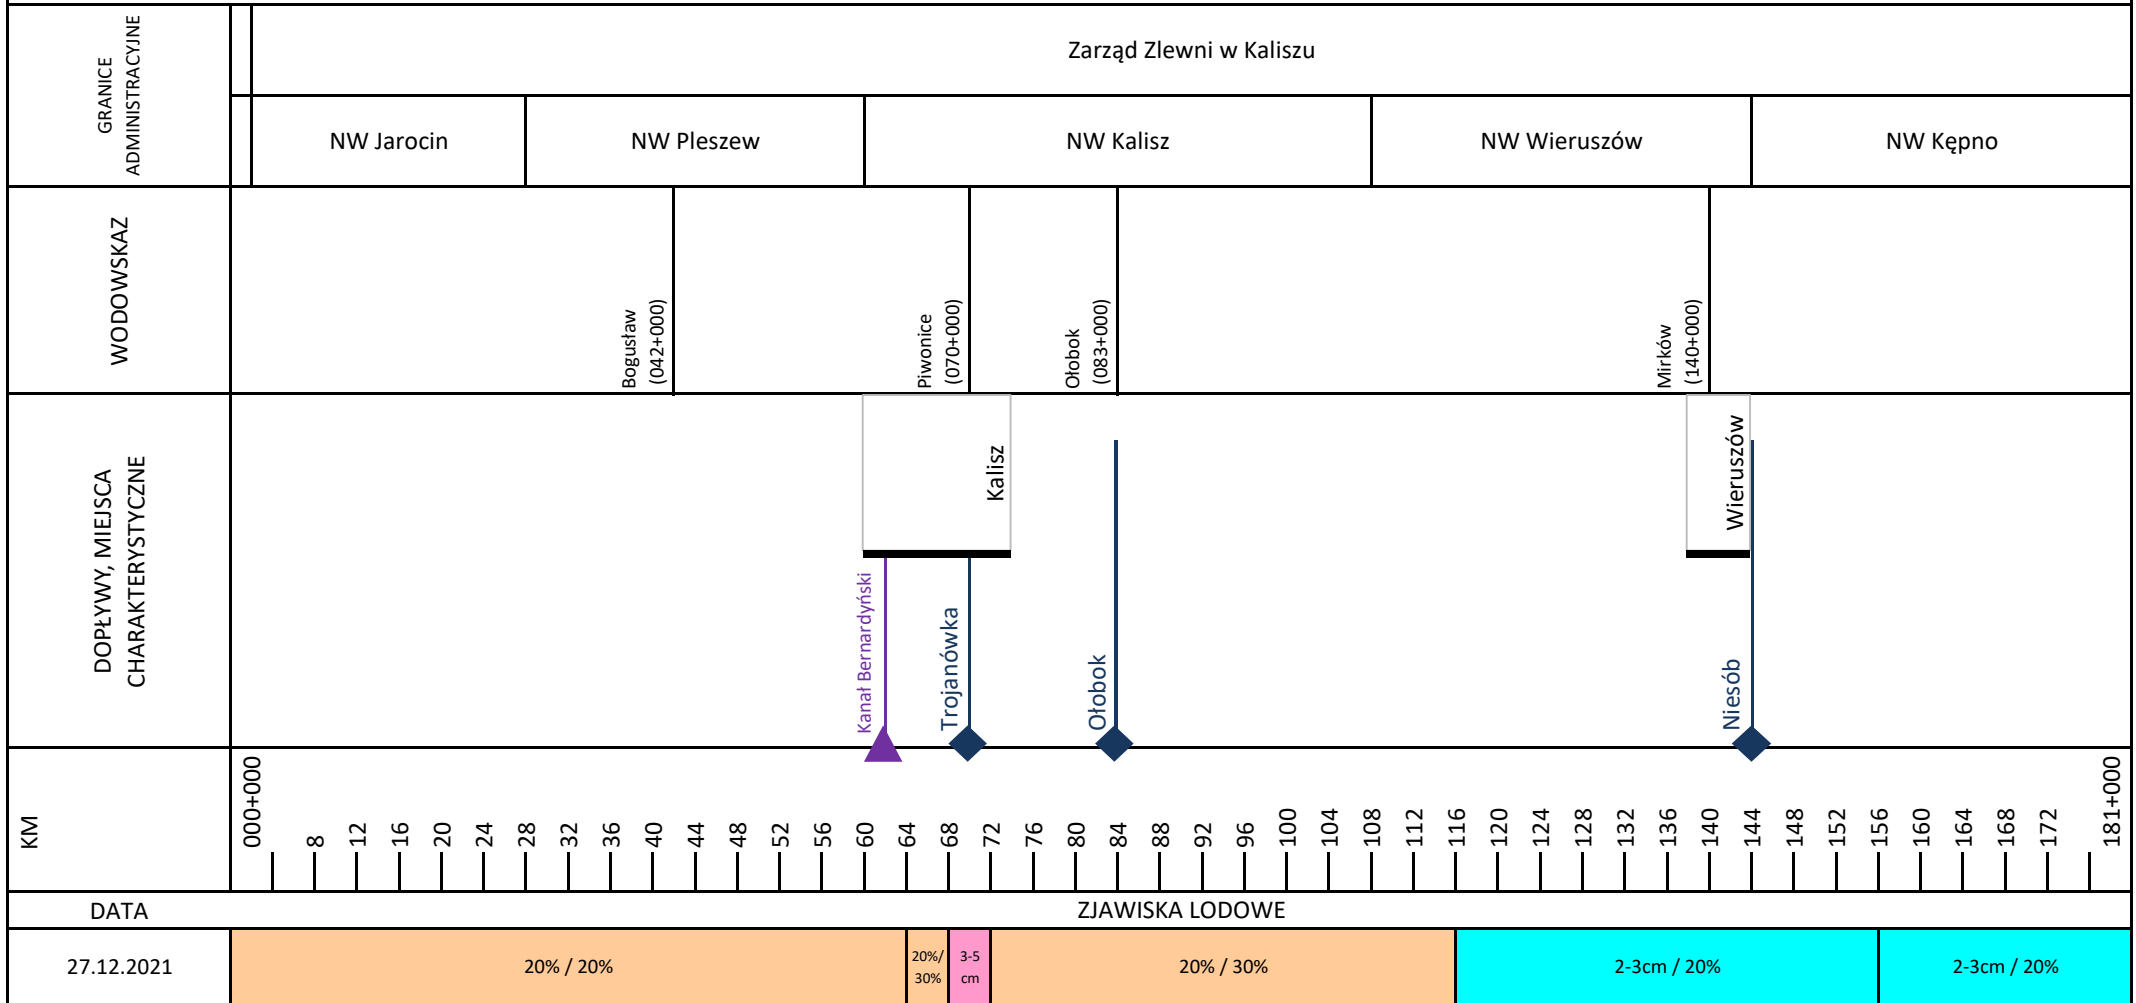 GRANICE
ADMINISTRACYJNE
Zarząd Zlewni w Kaliszu
NW Jarocin
NW Pleszew
NW Kalisz
NW Wieruszów
NW Kępno
WODOWSKAZ
Bogusław
(042+000)
Piwonice
(070+000)
Ołobok
(083+000)
Mirków
(140+000)
DOPŁYWY, MIEJSCA
CHARAKTERYSTYCZNE
Kalisz
Wieruszów
Kanał Bernardyński
Trojanówka
Ołobok
Niesób
KM
000+000
8
12
16
20
24
28
32
36
40
44
48
52
56
60
64
68
72
76
80
84
88
92
96
100
104
108
112
116
120
124
128
132
136
140
144
148
152
156
160
164
168
172
181+000
DATA
ZJAWISKA LODOWE
27.12.2021
20% / 20%
20%/
30%
3-5
cm
20% / 30%
2-3cm / 20%
2-3cm / 20%